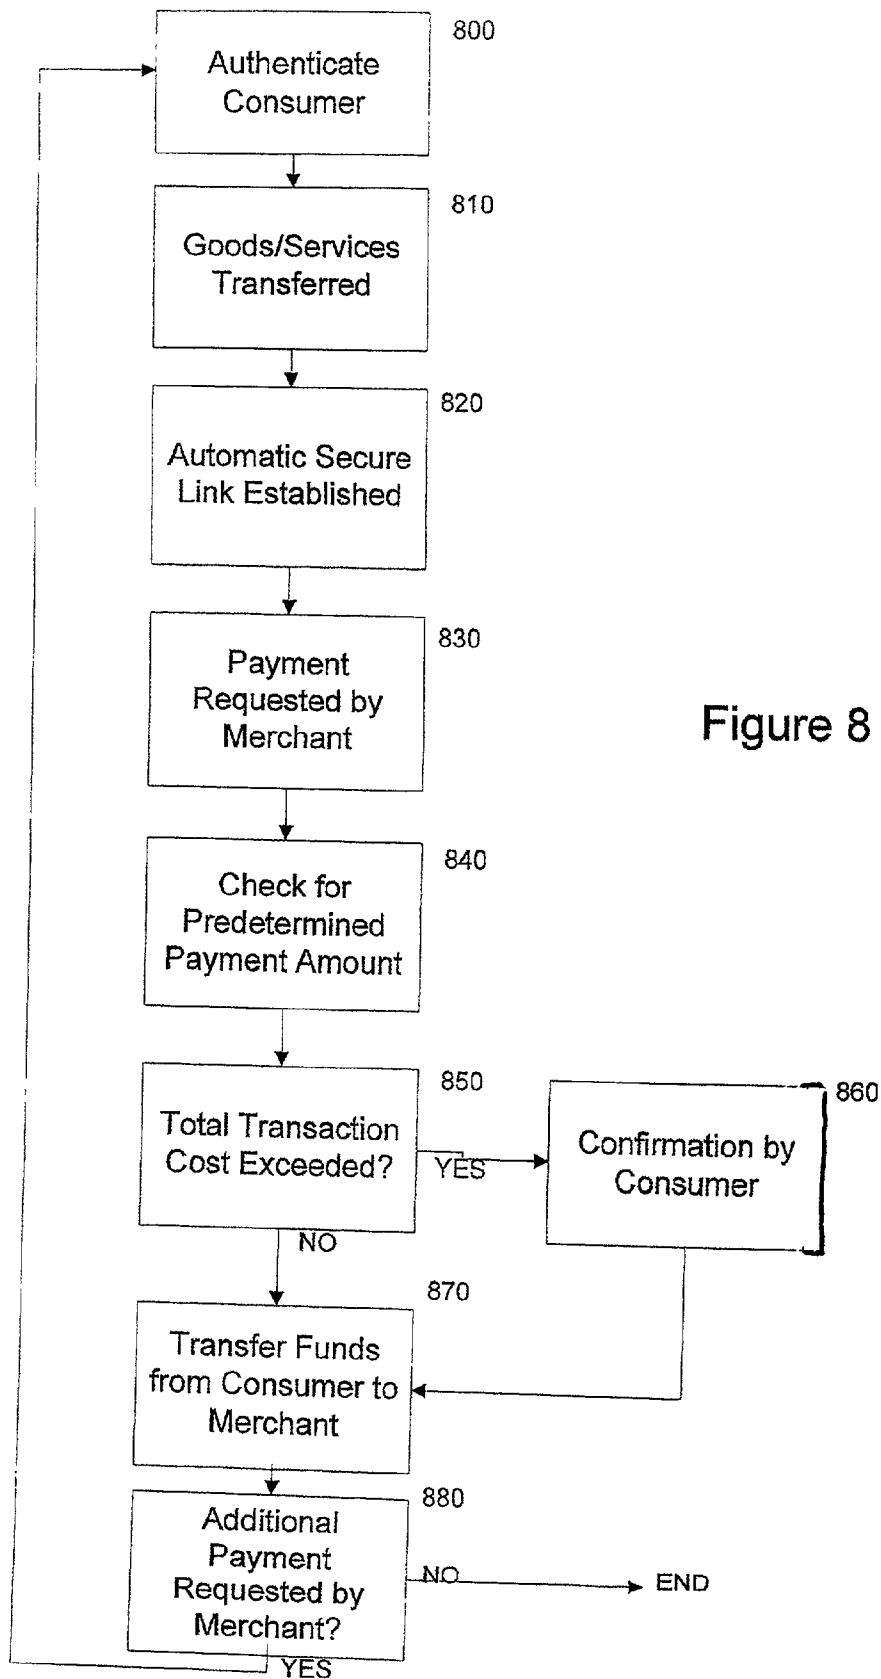 800
Authenticate
Consumer
810
Goods/Services
Transferred
820
Automatic Secure
Link Established
830
Payment
Requested by
Merchant
Figure 8
840
Check for
Predetermined
Payment Amount
850
Total Transaction
Cost Exceeded?
YES
860
Confirmation by
Consumer
NO
870
Transfer Funds
from Consumer to
Merchant
880
Additional
Payment
Requested by
Merchant?
NO
END
YES